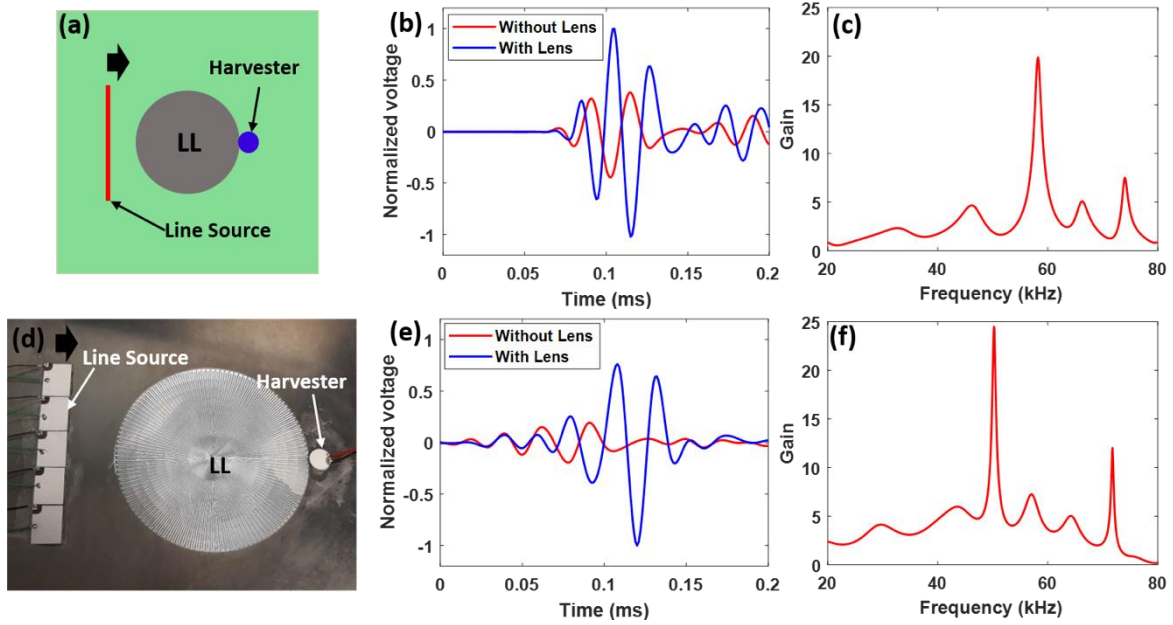 (a)
Harvester
LL
Line Source
(b)
Without Lens
With Lens
1
0.5
0
-0.5
-1
Normalized voltage
0
0.05
0.1
0.15
0.2
Time (ms)
(c)
25
20
15
10
5
0
Gain
20
40
60
80
Frequency (kHz)
(d)
Line Source
Harvester
LL
(e)
Without Lens
With Lens
1
0.5
0
-0.5
-1
Normalized voltage
0
0.05
0.1
0.15
0.2
Time (ms)
(f)
25
20
15
10
5
0
Gain
20
40
60
80
Frequency (kHz)